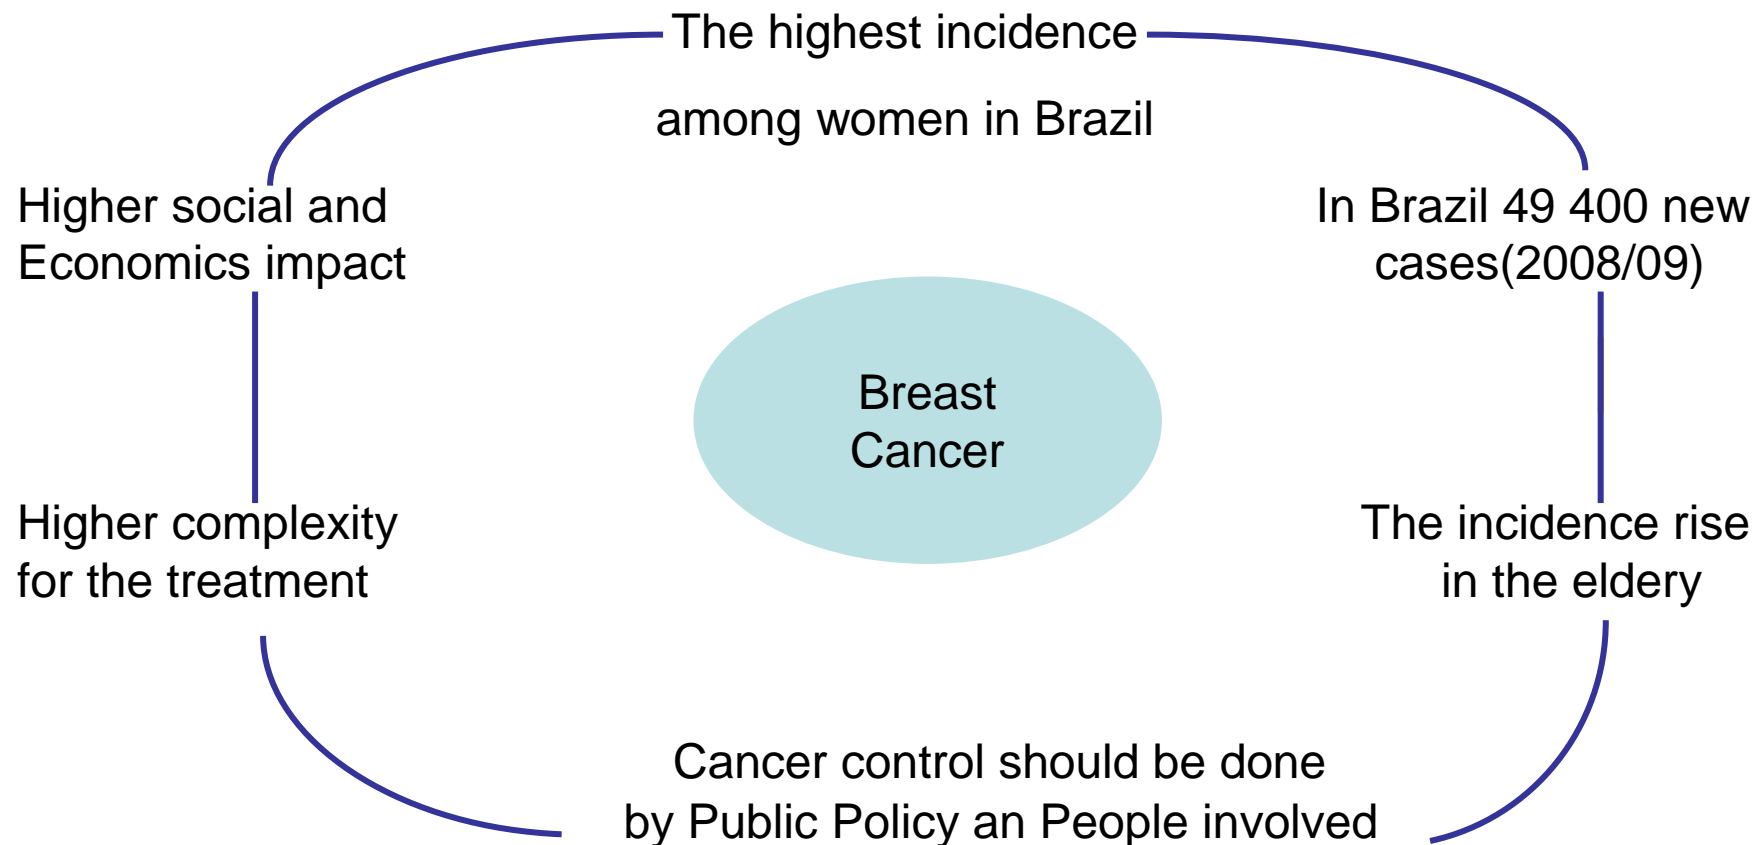 The highest incidence
among women in Brazil
Higher social and
Economics impact
In Brazil 49 400 new
cases(2008/09)
Breast
Cancer
Higher complexity
for the treatment
The incidence rise
in the eldery
Cancer control should be done
by Public Policy an People involved